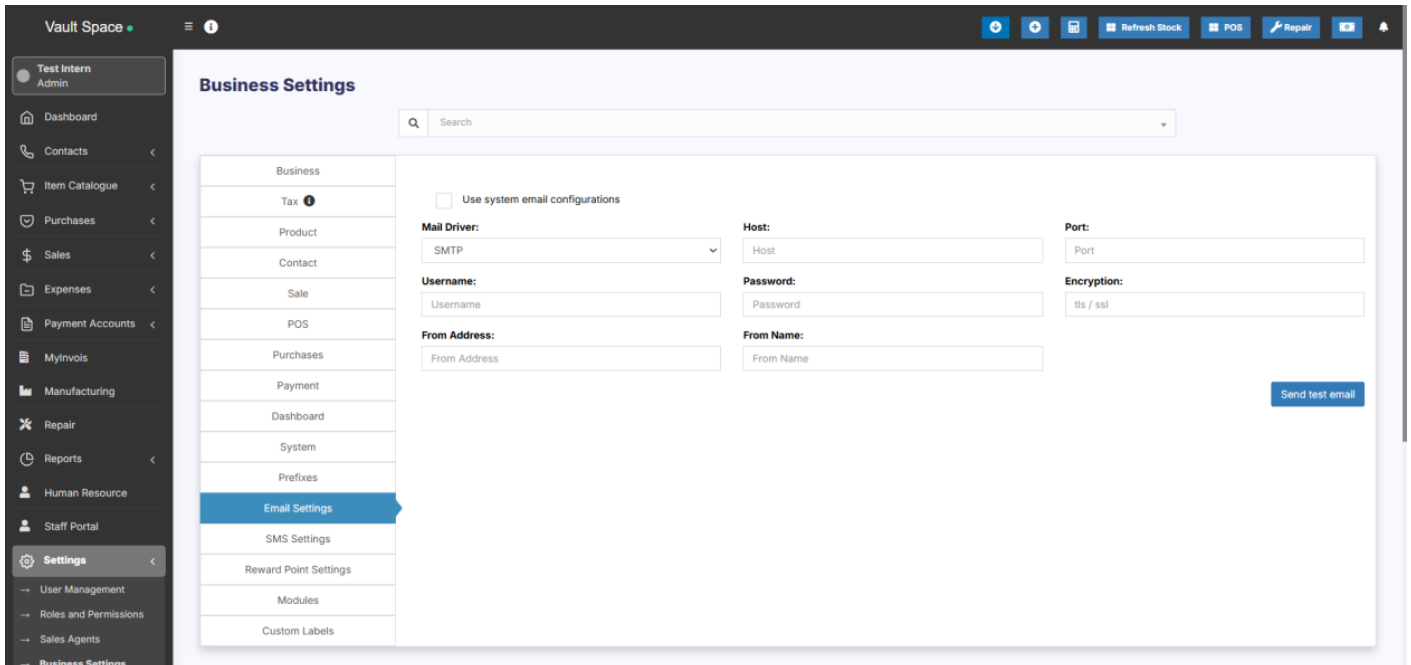 Vault Space
Refresh Stock
POS
Repair
Test Intern
Admin
Dashboard
Contacts
Item Catalogue
Purchases
Sales
Expenses
Payment Accounts
MyInvois
Manufacturing
Repair
Reports
Human Resource
Staff Portal
Settings
→ User Management
→ Roles and Permissions
→ Sales Agents
→ Business Settings
Business Settings
Search
Business
Tax
Product
Contact
Sale
POS
Purchases
Payment
Dashboard
System
Prefixes
Email Settings
SMS Settings
Reward Point Settings
Modules
Custom Labels
Use system email configurations
Mail Driver: Host: Port:
SMTP Host Port
Username: Password: Encryption:
Username Password tls / ssl
From Address: From Name:
From Address From Name
Send test email